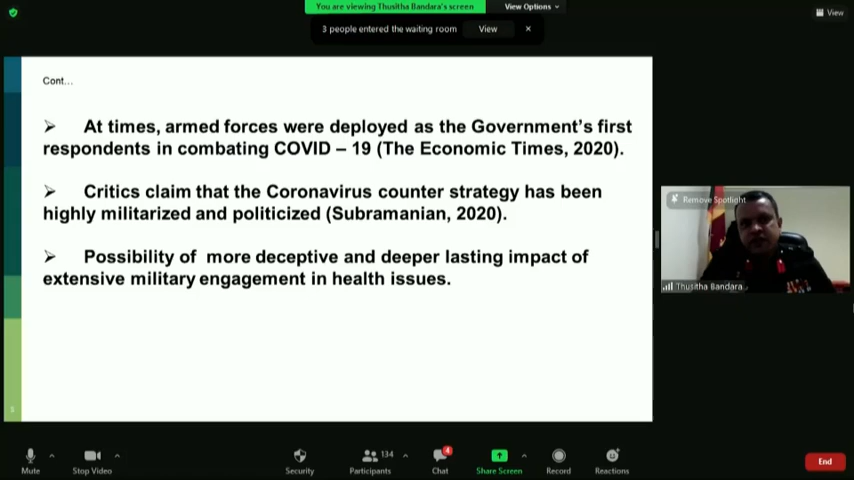 You are viewing Thusitha Bandara's screen
View Options
View
3 people entered the waiting room
View
Cont...
At times, armed forces were deployed as the Government's first
respondents in combating COVID – 19 (The Economic Times, 2020).
Critics claim that the Coronavirus counter strategy has been
highly militarized and politicized (Subramanian, 2020).
Possibility of more deceptive and deeper lasting impact of
extensive military engagement in health issues.
Remove Spotlight
Thusitha Bandara
Mute
Stop Video
Security
134
Participants
4
Chat
Share Screen
Record
Reactions
End